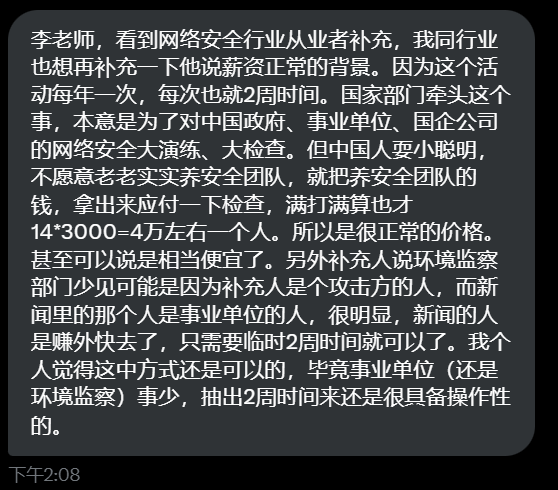 李老师，看到网络安全行业从业者补充，我同行业
也想再补充一下他说薪资正常的背景。因为这个活
动每年一次，每次也就2周时间。国家部门牵头这个
事，本意是为了对中国政府、事业单位、国企公司
的网络安全大演练、大检查。但中国人耍小聪明，
不愿意老老实实养安全团队，就把养安全团队的
钱，拿出来应付一下检查，满打满算也才
14*3000=4万左右一个人。所以是很正常的价格。
甚至可以说是相当便宜了。另外补充人说环境监察
部门少见可能是因为补充人是个攻击方的人，而新
闻里的那个人是事业单位的人，很明显，新闻的人
是赚外快去了，只需要临时2周时间就可以了。我个
人觉得这中方式还是可以的，毕竟事业单位（还是
环境监察）事少，抽出2周时间来还是很具备操作性
的。
下午2:08